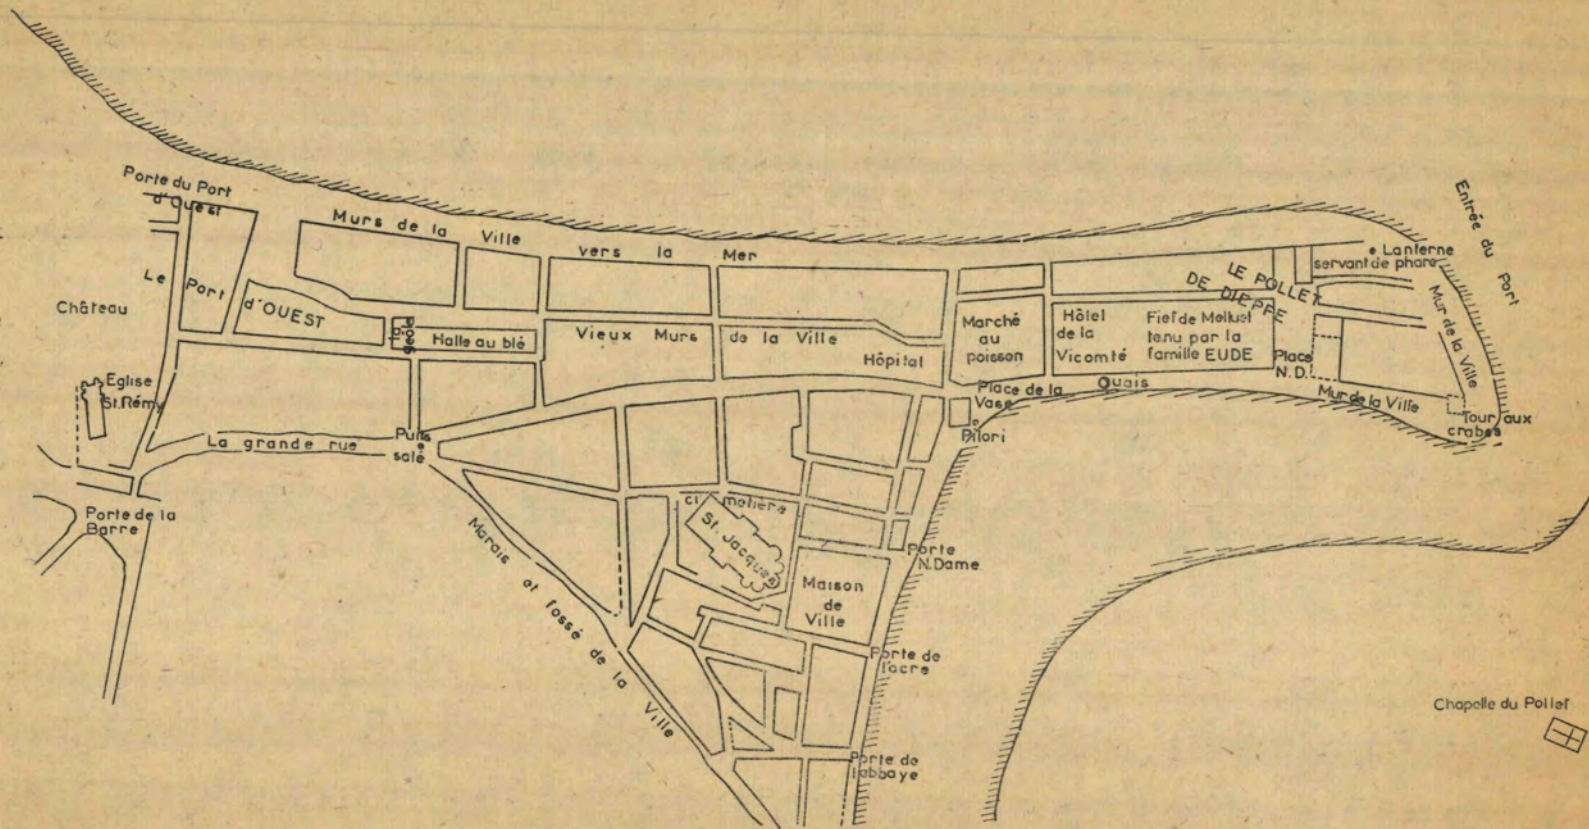 Porte du Port
d'Ouest
Murs de la Ville vers la Mer
Entrée du Port
Lanterne
servant de phare
LE POLLET
DE DIEPPE
Mur de la Ville
Château
Le Port d'OUEST
la
geole
Halle au blé
Vieux Murs de la Ville
Hôpital
Marché
au
poisson
Hôtel
de la
Vicomté
Fief de
tenu par la
famille EUDE
Place
N.D.
Place de la
Vase
Quais
Mur de la Ville
Tour aux
crabes
Pilori
Eglise
St. Rémy
La grande rue
Puits
salé
Porte de la
Barre
Marais et fossé de la Ville
cimetière
St. Jacques
Porte
N. Dame
Maison
de
Ville
Porte de
l'acre
Porte de
l'abbaye
Chapelle du Pollet